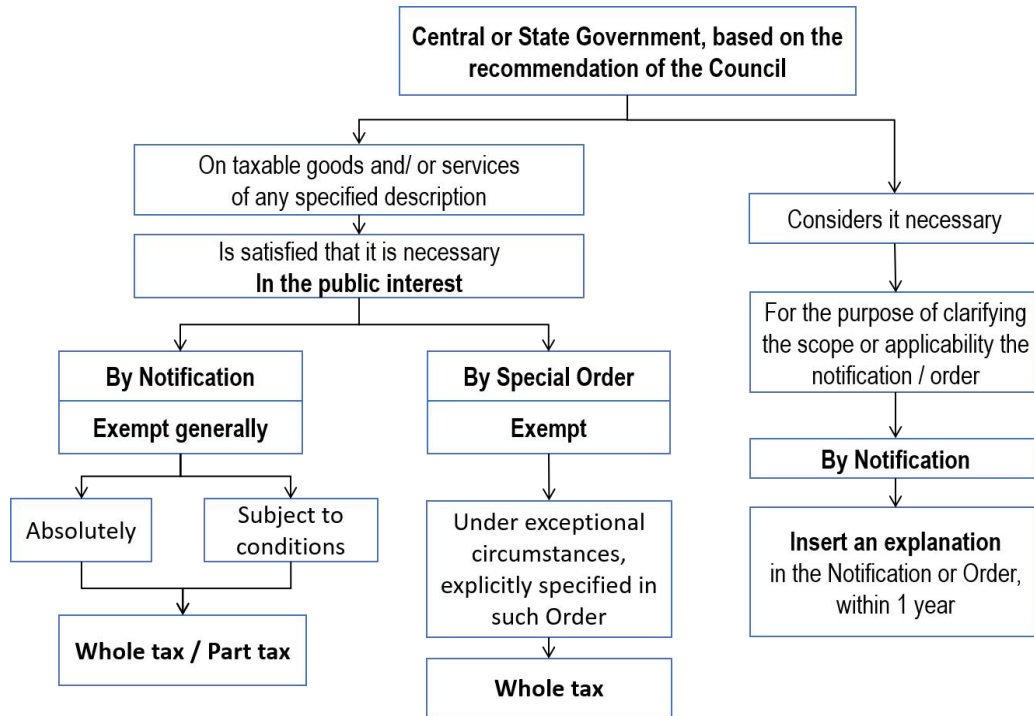 Central or State Government, based on the
recommendation of the Council
On taxable goods and/ or services
of any specified description
Is satisfied that it is necessary
In the public interest
By Notification
Exempt generally
Absolutely
Subject to
conditions
Whole tax / Part tax
By Special Order
Exempt
Under exceptional
circumstances,
explicitly specified in
such Order
Whole tax
Considers it necessary
For the purpose of clarifying
the scope or applicability the
notification / order
By Notification
Insert an explanation
in the Notification or Order,
within 1 year